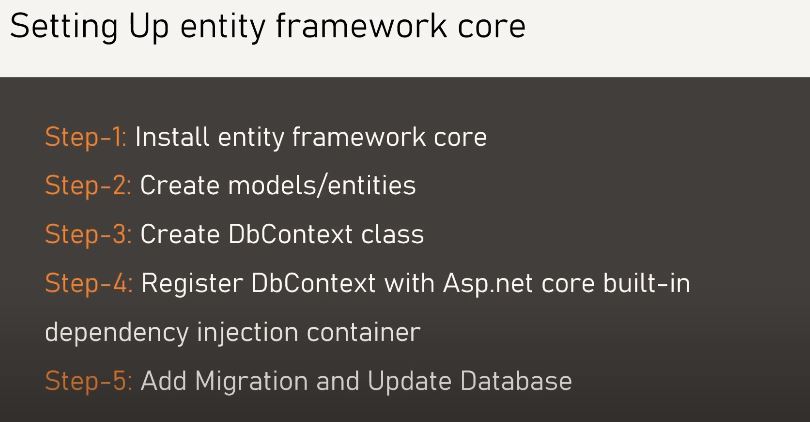 Setting Up entity framework core
Step-1: Install entity framework core
Step-2: Create models/entities
Step-3: Create DbContext class
Step-4: Register DbContext with Asp.net core built-in
dependency injection container
Step-5: Add Migration and Update Database